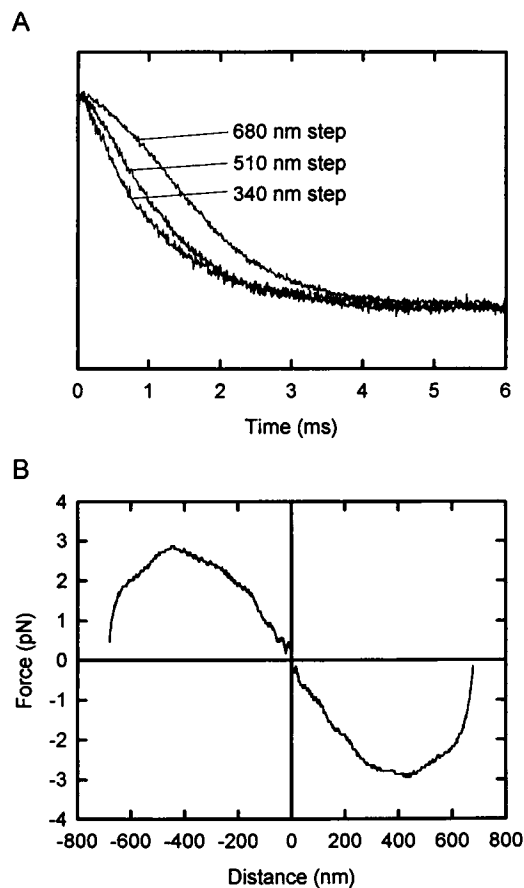 A
680 nm step
510 nm step
340 nm step
0 1 2 3 4 5 6
Time (ms)
B
4
3
2
1
0
-1
-2
-3
-4
Force (pN)
-800 -600 -400 -200 0 200 400 600 800
Distance (nm)